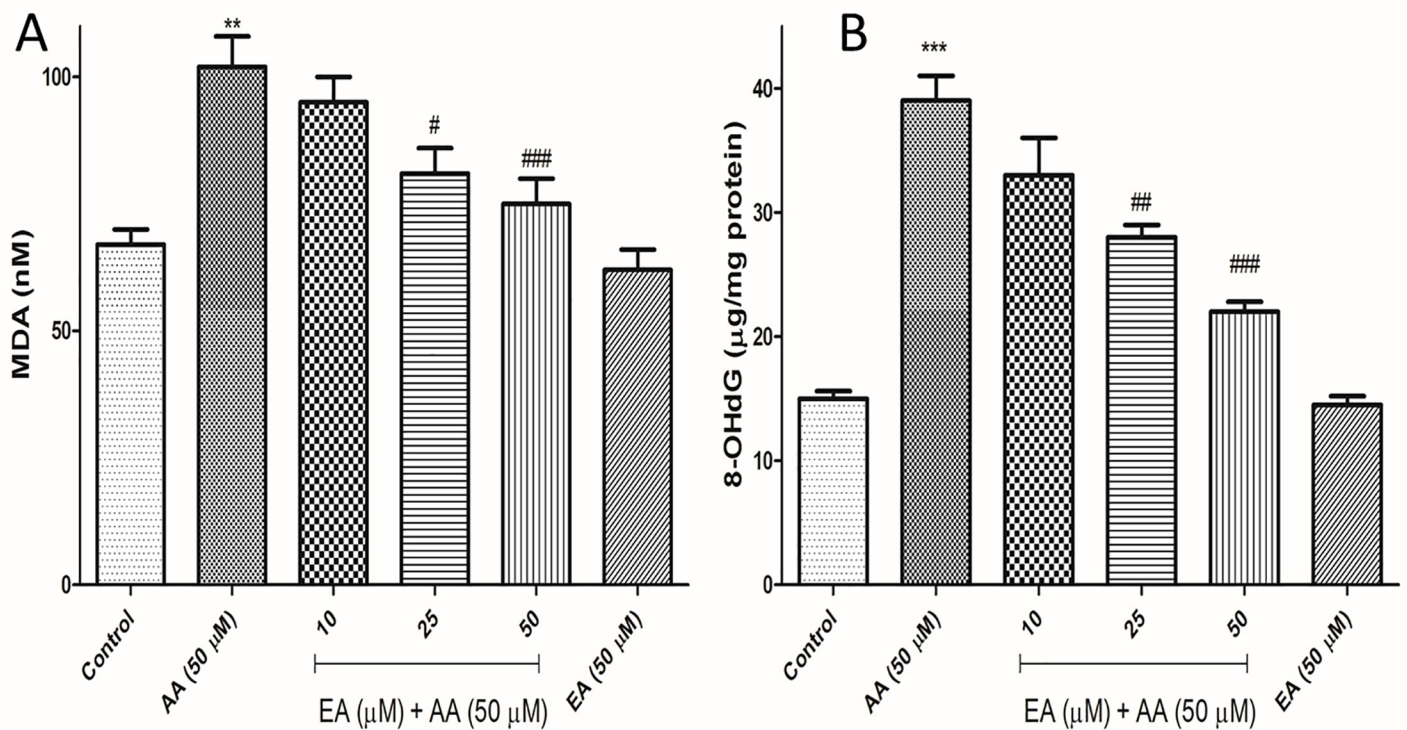 A
MDA (nM)
100
50
0
**
#
###
Control
AA (50 µM)
10
25
50
EA (50 µM)
EA (µM) + AA (50 µM)
B
8-OHdG (µg/mg protein)
40
30
20
10
0
***
##
###
Control
AA (50 µM)
10
25
50
EA (50 µM)
EA (µM) + AA (50 µM)